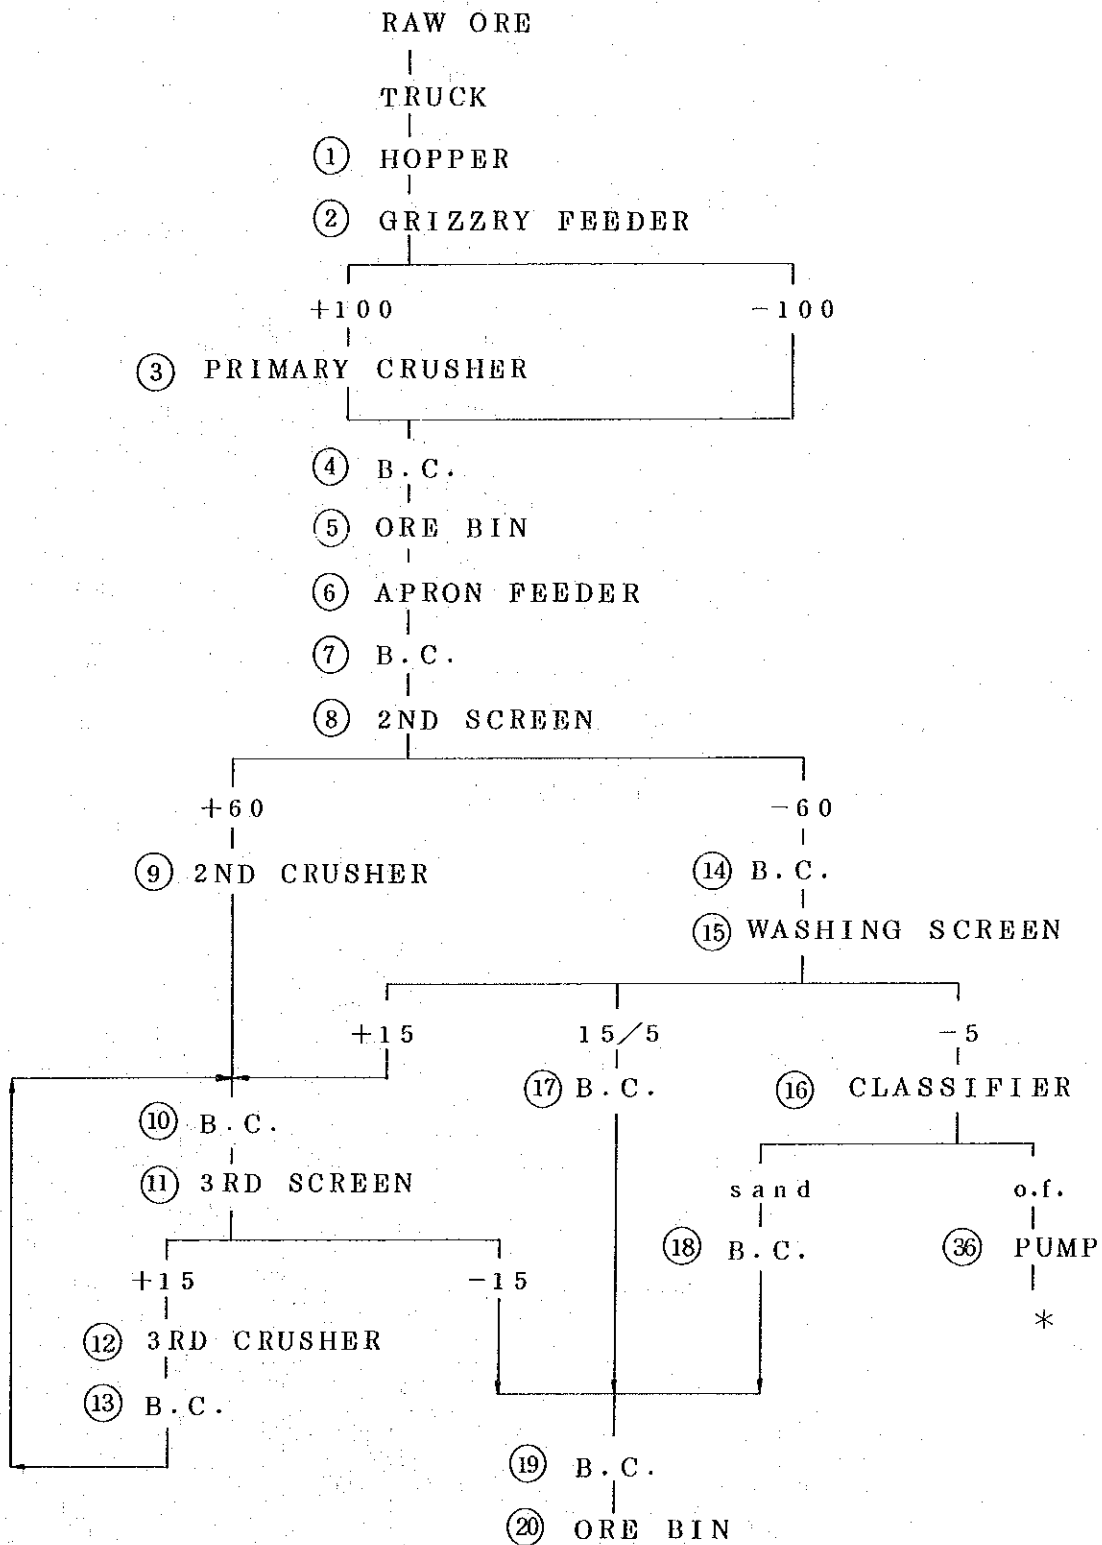 RAW ORE
TRUCK
① HOPPER
② GRIZZRY FEEDER
+100 −100
③ PRIMARY CRUSHER
④ B.C.
⑤ ORE BIN
⑥ APRON FEEDER
⑦ B.C.
⑧ 2ND SCREEN
+60 −60
⑨ 2ND CRUSHER ⑭ B.C.
⑮ WASHING SCREEN
+15 15/5 −5
⑰ B.C. ⑯ CLASSIFIER
⑩ B.C.
⑪ 3RD SCREEN sand o.f.
⑱ B.C. ㊱ PUMP
+15 -15
*
⑫ 3RD CRUSHER
⑬ B.C.
⑲ B.C.
⑳ ORE BIN